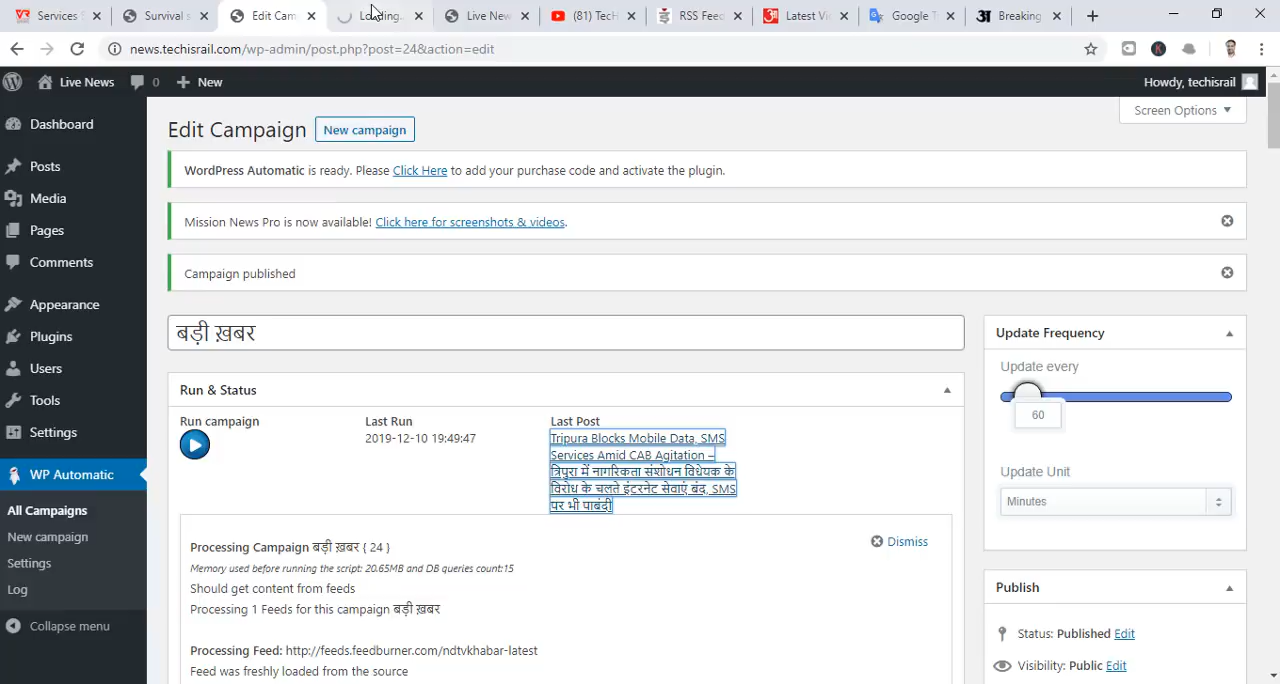 Services
Survival s
Edit Cam
Loading
Live New
(81) Tech
RSS Feed
Latest Vi
Google T
Breaking
news.techisrail.com/wp-admin/post.php?post=24&action=edit
Live News
0
New
Howdy, techisrail
Screen Options
Dashboard
Posts
Media
Pages
Comments
Appearance
Plugins
Users
Tools
Settings
WP Automatic
All Campaigns
New campaign
Settings
Log
Collapse menu
Edit Campaign
New campaign
WordPress Automatic is ready. Please Click Here to add your purchase code and activate the plugin.
Mission News Pro is now available! Click here for screenshots & videos.
Campaign published
बड़ी ख़बर
Run & Status
Run campaign
Last Run
2019-12-10 19:49:47
Last Post
Tripura Blocks Mobile Data, SMS
Services Amid CAB Agitation –
त्रिपुरा में नागरिकता संशोधन विधेयक के
विरोध के चलते इंटरनेट सेवाएं बंद, SMS
पर भी पाबंदी
Processing Campaign बड़ी ख़बर { 24 }
Dismiss
Memory used before running the script: 20.65MB and DB queries count:15
Should get content from feeds
Processing 1 Feeds for this campaign बड़ी ख़बर
Processing Feed: http://feeds.feedburner.com/ndtvkhabar-latest
Feed was freshly loaded from the source
Update Frequency
Update every
60
Update Unit
Minutes
Publish
Status: Published Edit
Visibility: Public Edit